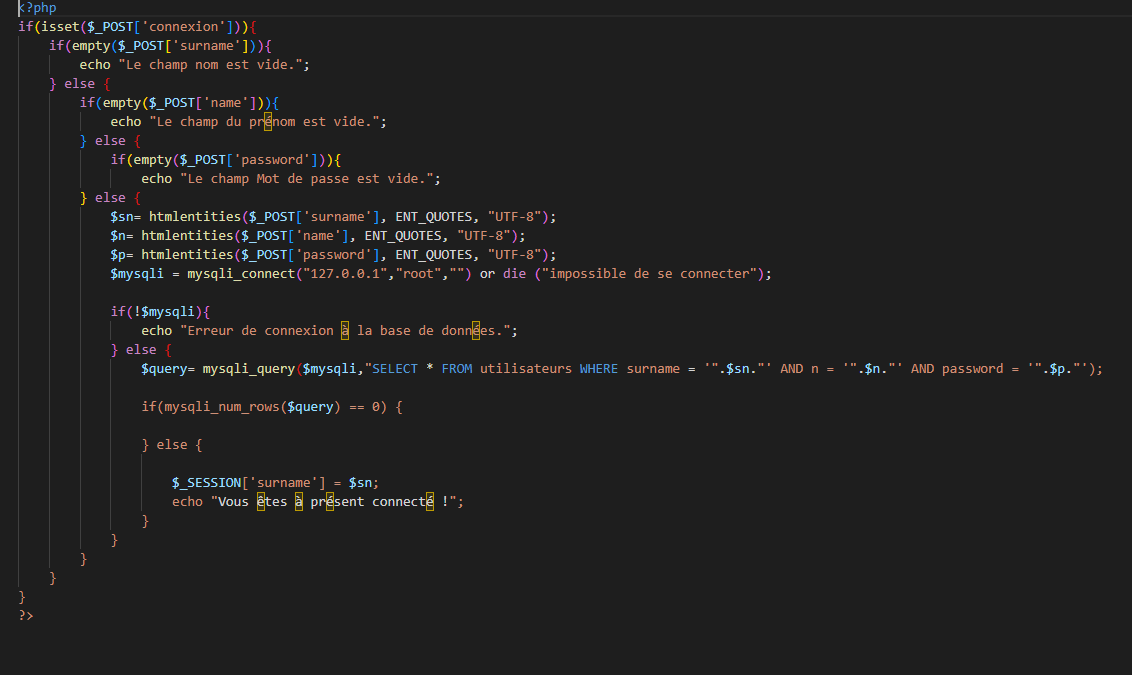 <?php
if(isset($_POST['connexion'])){
if(empty($_POST['surname'])){
echo "Le champ nom est vide.";
} else {
if(empty($_POST['name'])){
echo "Le champ du prénom est vide.";
} else {
if(empty($_POST['password'])){
echo "Le champ Mot de passe est vide.";
} else {
$sn= htmlentities($_POST['surname'], ENT_QUOTES, "UTF-8");
$n= htmlentities($_POST['name'], ENT_QUOTES, "UTF-8");
$p= htmlentities($_POST['password'], ENT_QUOTES, "UTF-8");
$mysqli = mysqli_connect("127.0.0.1","root","") or die ("impossible de se connecter");
if(!$mysqli){
echo "Erreur de connexion à la base de données.";
} else {
$query= mysqli_query($mysqli,"SELECT * FROM utilisateurs WHERE surname = '".$sn."' AND n = '".$n."' AND password = '".$p."');
if(mysqli_num_rows($query) == 0) {
} else {
$_SESSION['surname'] = $sn;
echo "Vous êtes à présent connecté !";
}
}
}
}
}
?>